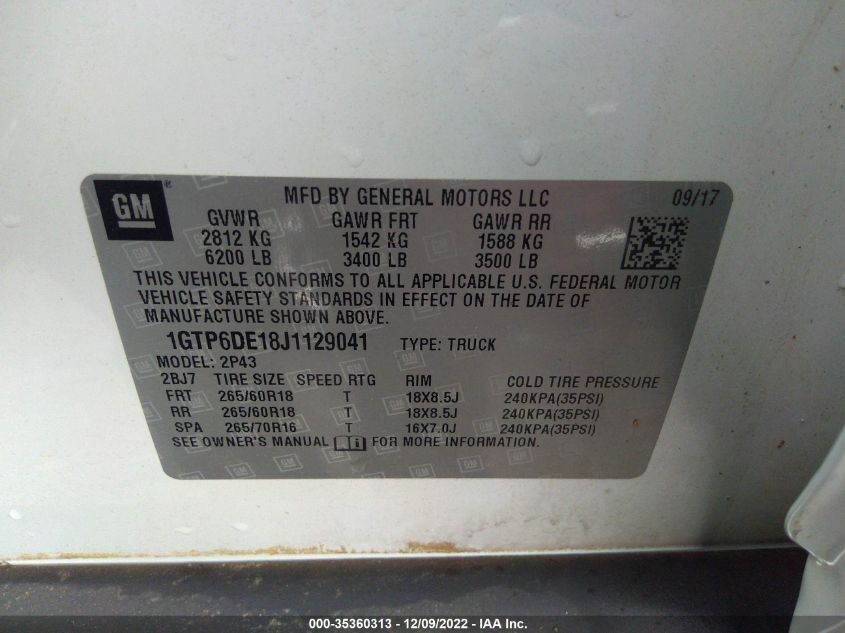 GM ®
MFD BY GENERAL MOTORS LLC 09/17
GVWR GAWR FRT GAWR RR
2812 KG 1542 KG 1588 KG
6200 LB 3400 LB 3500 LB
THIS VEHICLE CONFORMS TO ALL APPLICABLE U.S. FEDERAL MOTOR
VEHICLE SAFETY STANDARDS IN EFFECT ON THE DATE OF
MANUFACTURE SHOWN ABOVE.
1GTP6DE18J1129041 TYPE: TRUCK
MODEL: 2P43
2BJ7 TIRE SIZE SPEED RTG RIM COLD TIRE PRESSURE
FRT 265/60R18 T 18X8.5J 240KPA(35PSI)
RR 265/60R18 T 18X8.5J 240KPA(35PSI)
SPA 265/70R16 T 16X7.0J 240KPA(35PSI)
SEE OWNER'S MANUAL i FOR MORE INFORMATION.
000-35360313 - 12/09/2022 - IAA Inc.